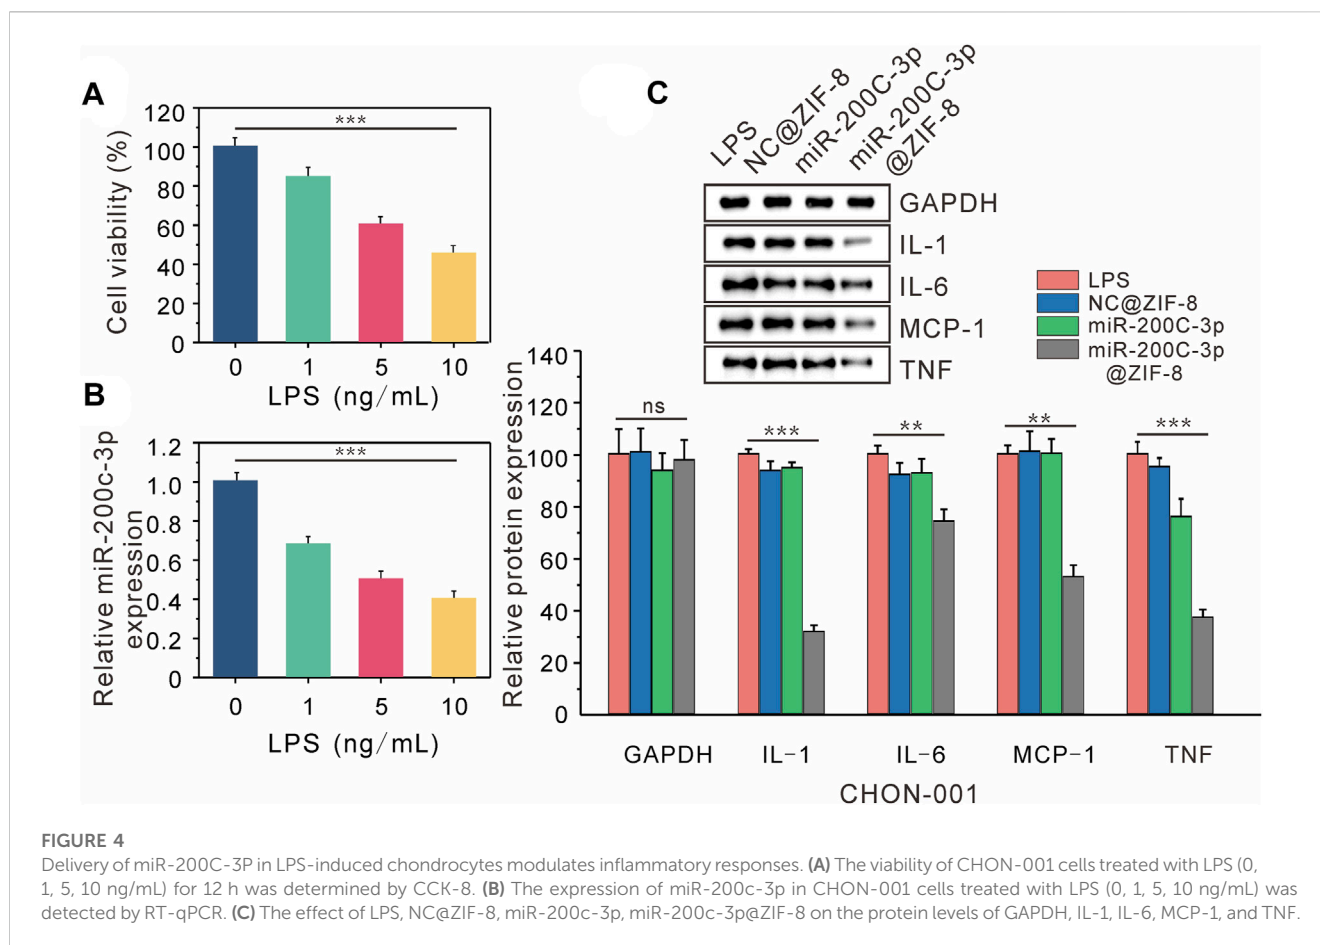 A
Cell viability (%)
120
100
80
60
40
20
0
***
0 1 5 10
LPS (ng/mL)
B
Relative miR-200c-3p
expression
1.2
1.0
0.8
0.6
0.4
0.2
0
***
0 1 5 10
LPS (ng/mL)
C
LPS
NC@ZIF-8
miR-200C-3p
miR-200C-3p
@ZIF-8
GAPDH
IL-1
IL-6
MCP-1
TNF
LPS
NC@ZIF-8
miR-200C-3p
miR-200C-3p
@ZIF-8
Relative protein expression
140
120
100
80
60
40
20
0
ns
***
**
**
***
GAPDH IL-1 IL-6 MCP-1 TNF
CHON-001
FIGURE 4
Delivery of miR-200C-3P in LPS-induced chondrocytes modulates inflammatory responses. (A) The viability of CHON-001 cells treated with LPS (0,
1, 5, 10 ng/mL) for 12 h was determined by CCK-8. (B) The expression of miR-200c-3p in CHON-001 cells treated with LPS (0, 1, 5, 10 ng/mL) was
detected by RT-qPCR. (C) The effect of LPS, NC@ZIF-8, miR-200c-3p, miR-200c-3p@ZIF-8 on the protein levels of GAPDH, IL-1, IL-6, MCP-1, and TNF.